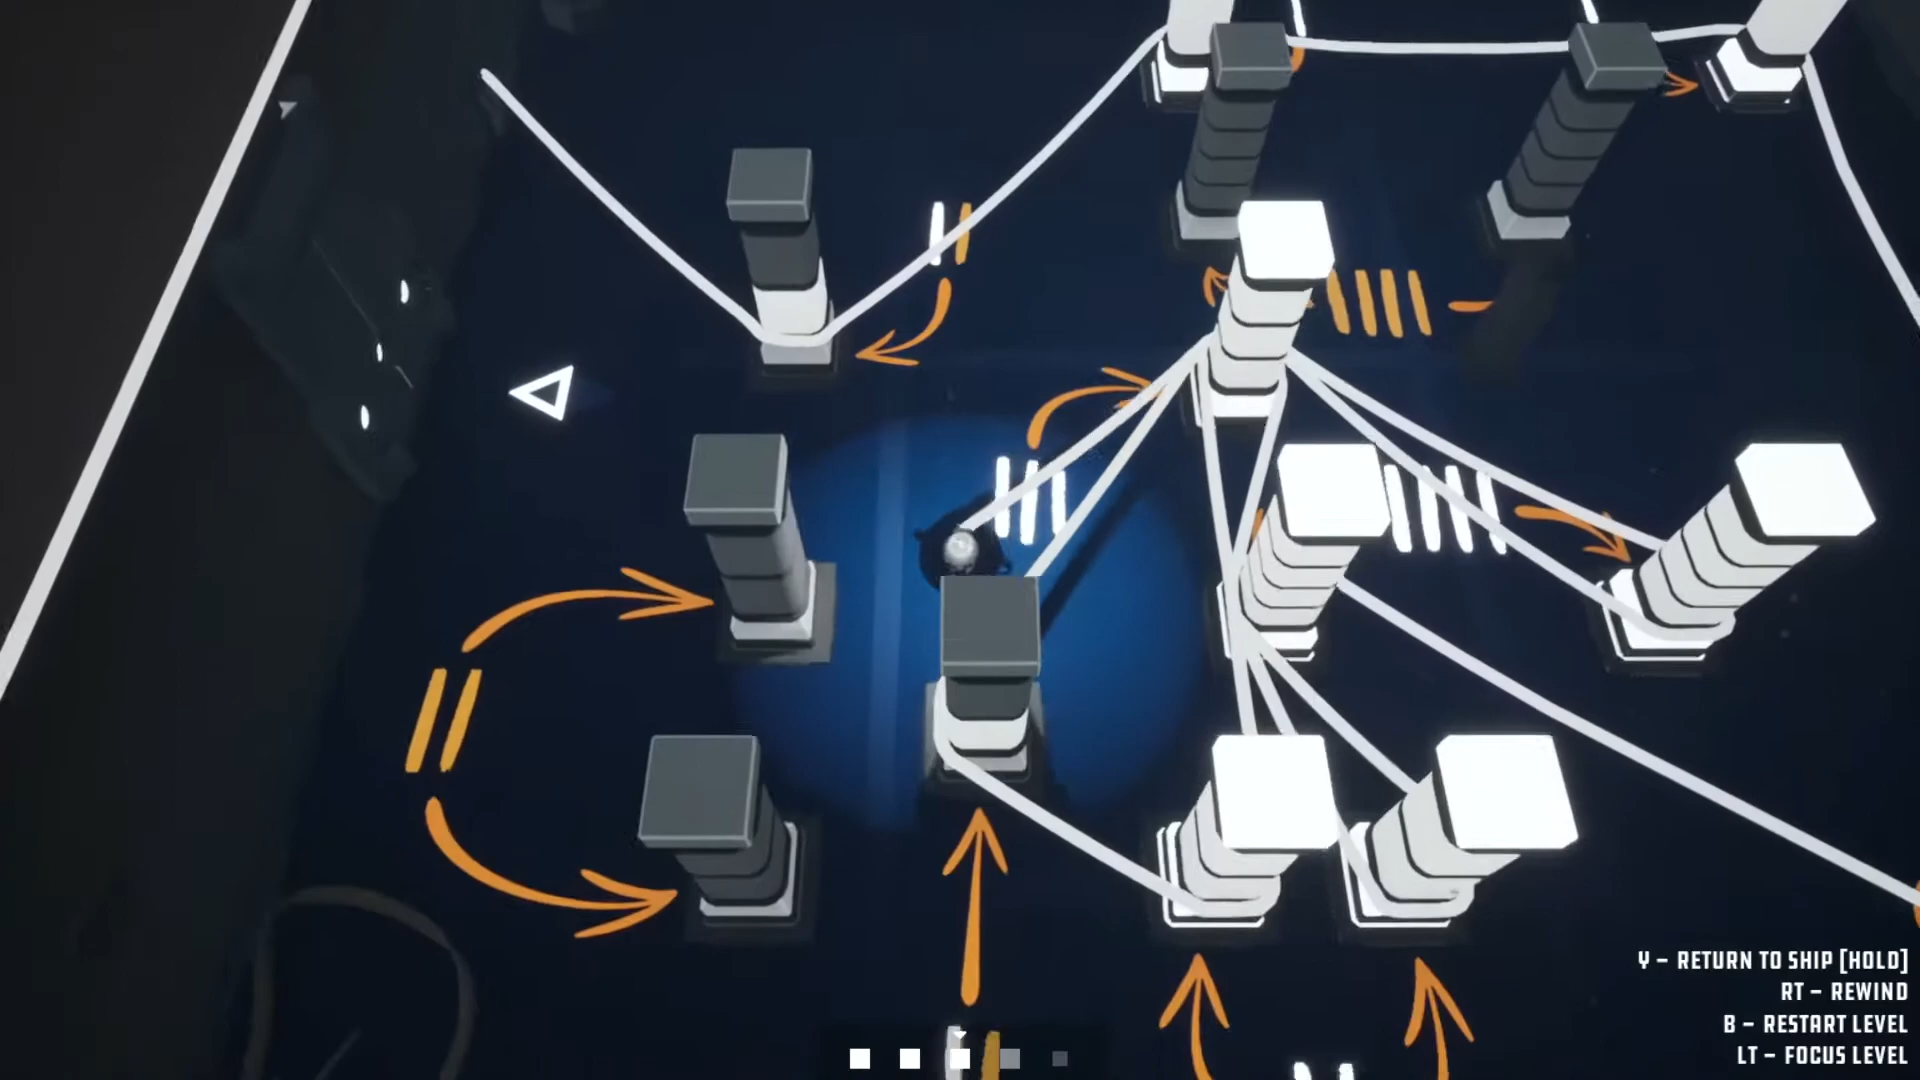 Y – RETURN TO SHIP [HOLD]
RT – REWIND
B – RESTART LEVEL
LT – FOCUS LEVEL